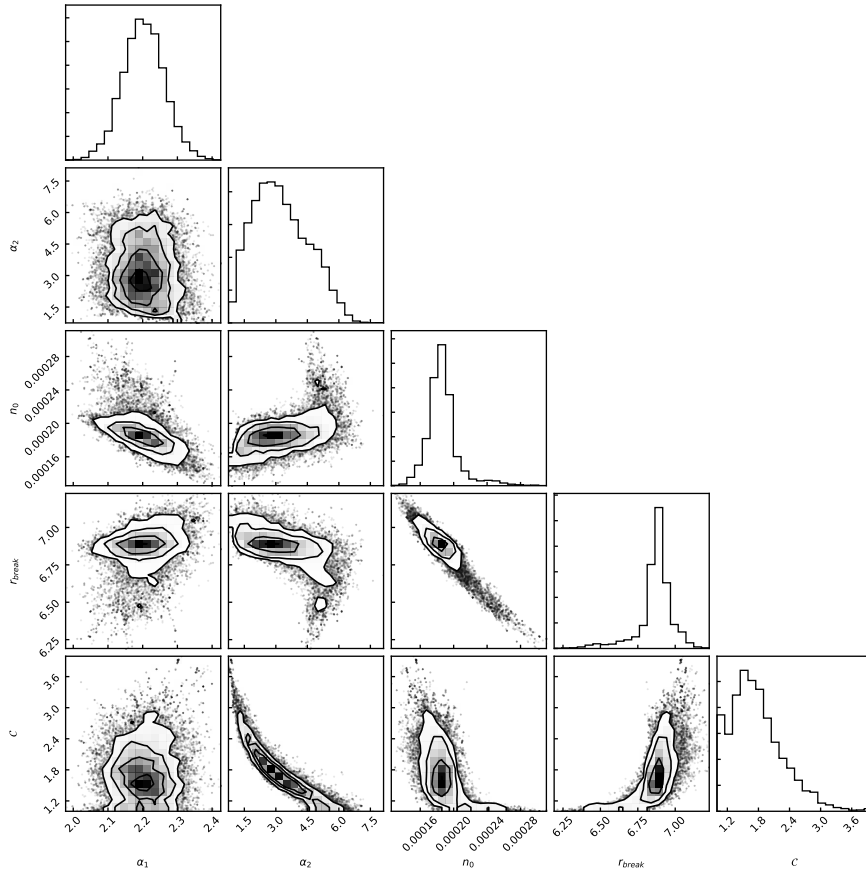 7.5
6.0
4.5
3.0
1.5
α₂
0.00028
0.00024
0.00020
0.00016
n₀
7.00
6.75
6.50
6.25
r_break
3.6
3.0
2.4
1.8
1.2
C
2.0 2.1 2.2 2.3 2.4
α₁
1.5 3.0 4.5 6.0 7.5
α₂
0.00016 0.00020 0.00024 0.00028
n₀
6.25 6.50 6.75 7.00
r_break
1.2 1.8 2.4 3.0 3.6
C